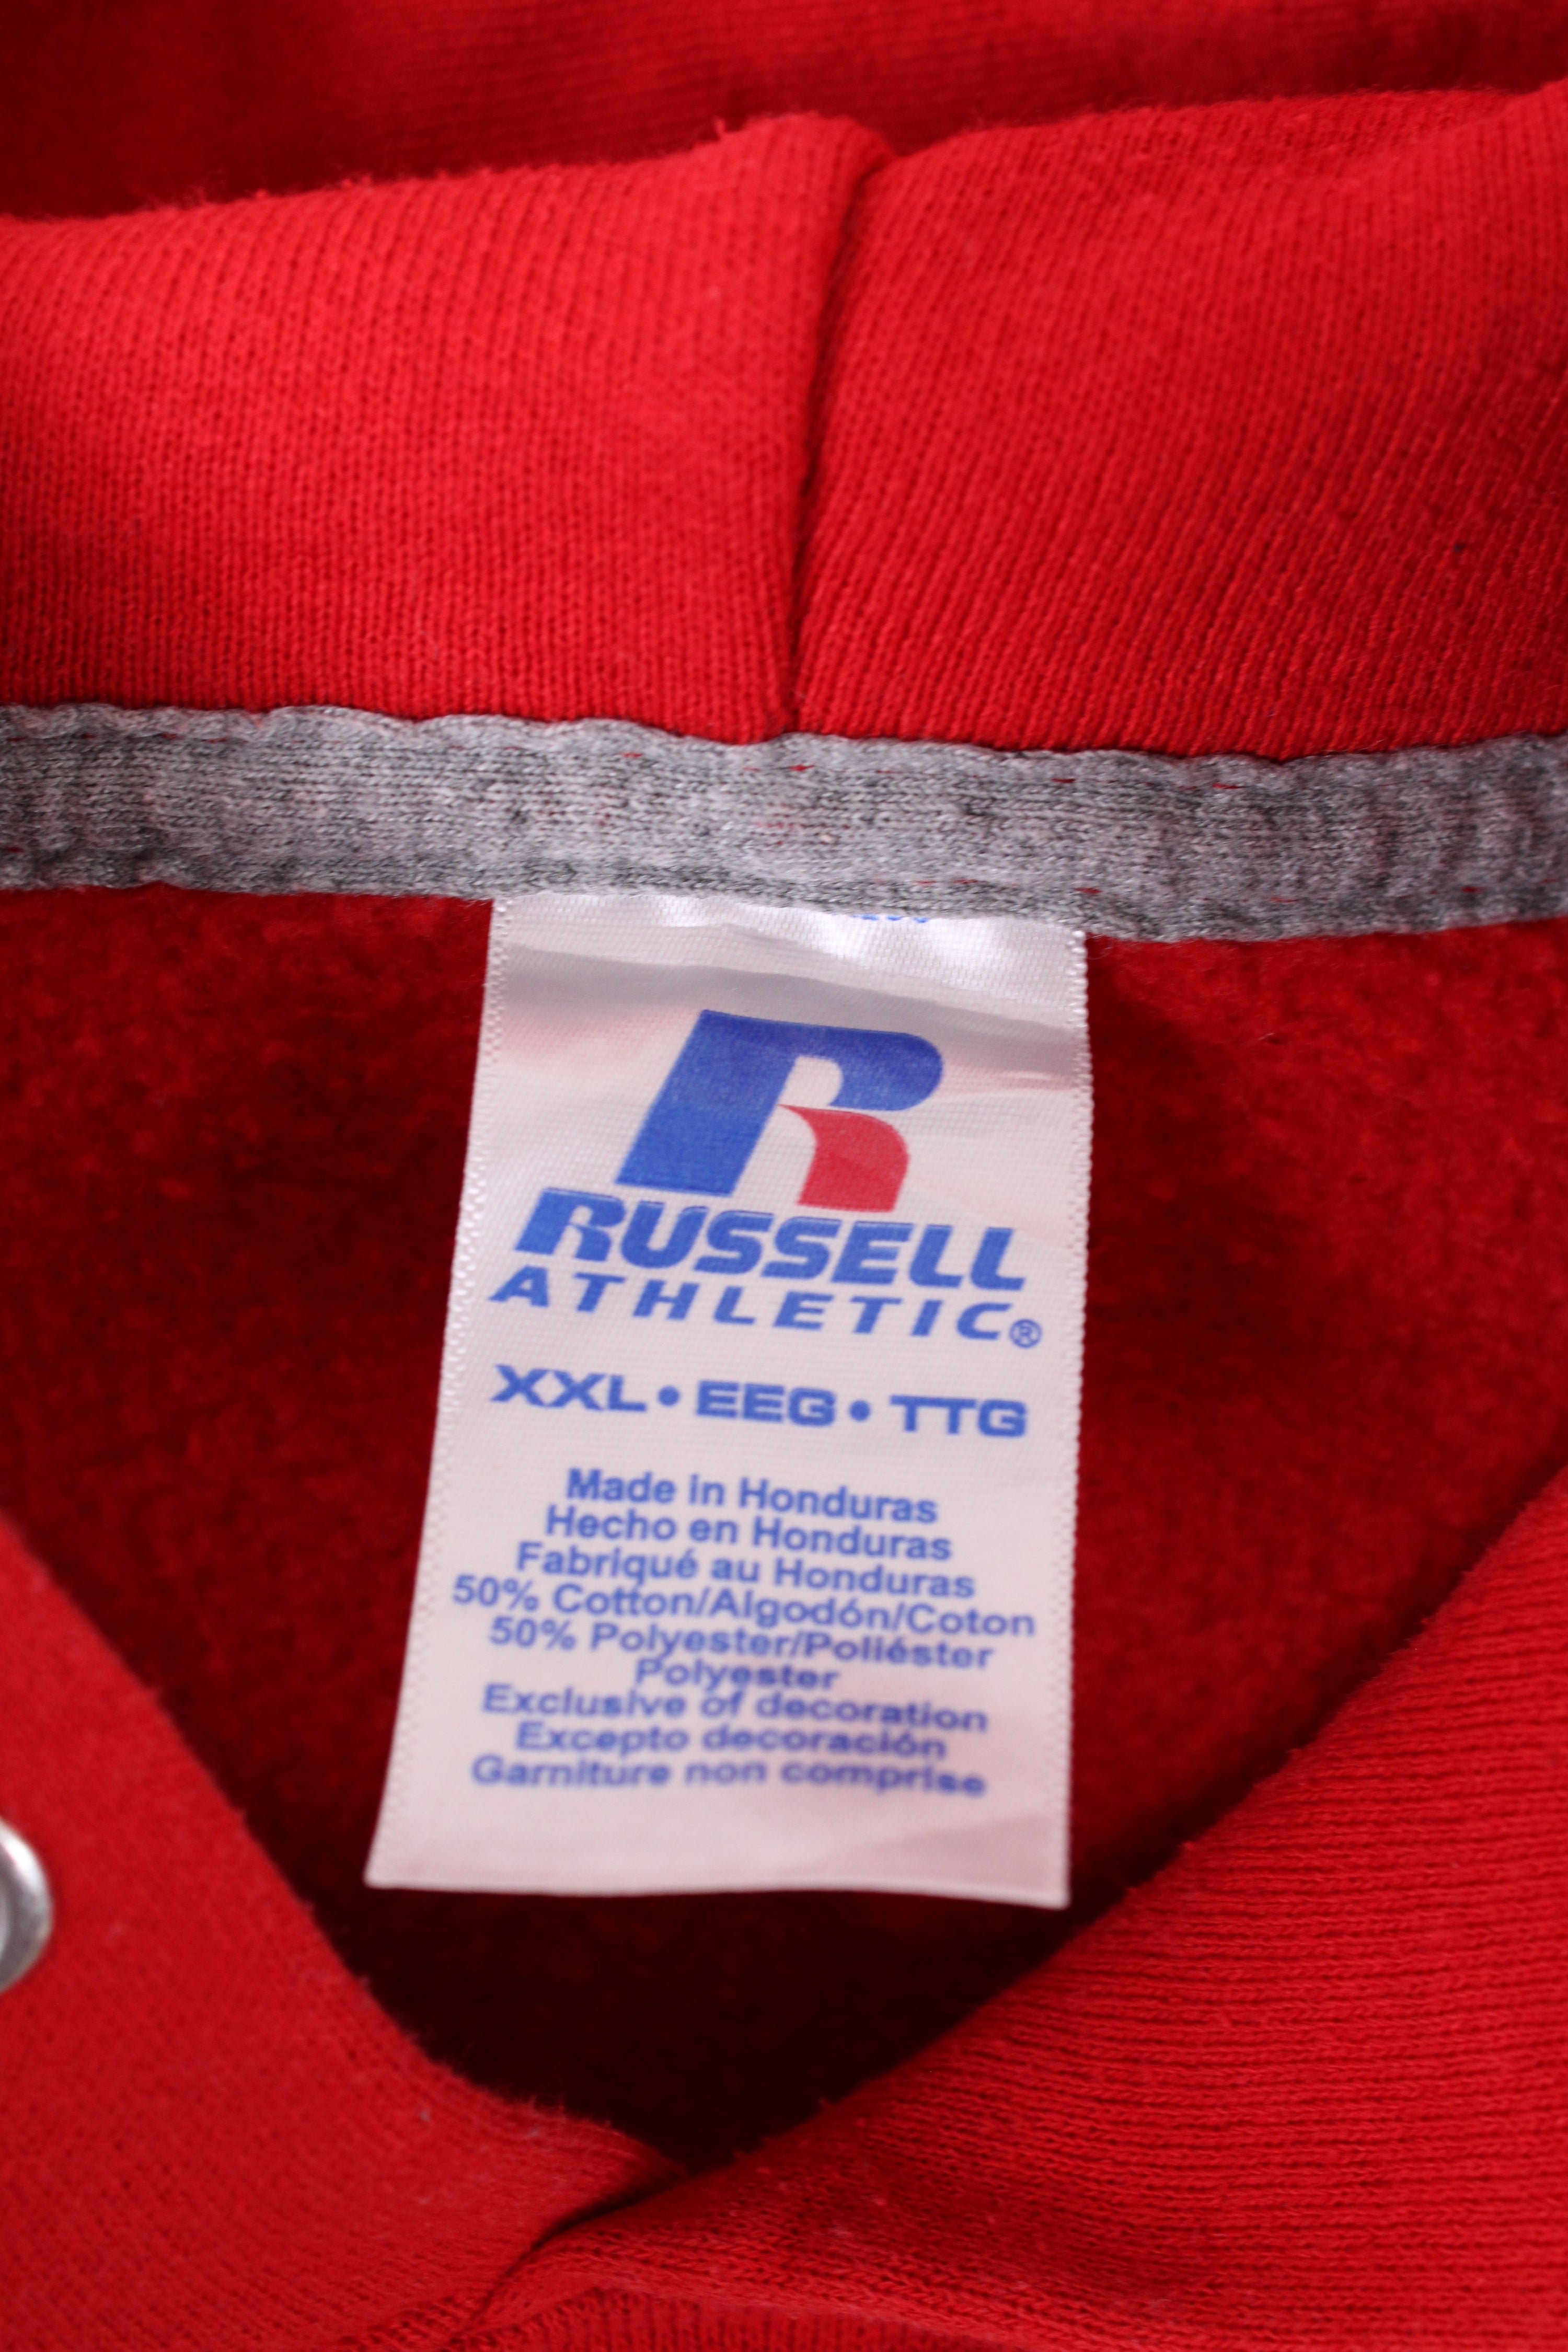 R
RUSSELL
ATHLETIC®
XXL • EEG • TTG
Made in Honduras
Hecho en Honduras
Fabriqué au Honduras
50% Cotton/Algodón/Coton
50% Polyester/Poliéster
Polyester
Exclusive of decoration
Excepto decoración
Garniture non comprise